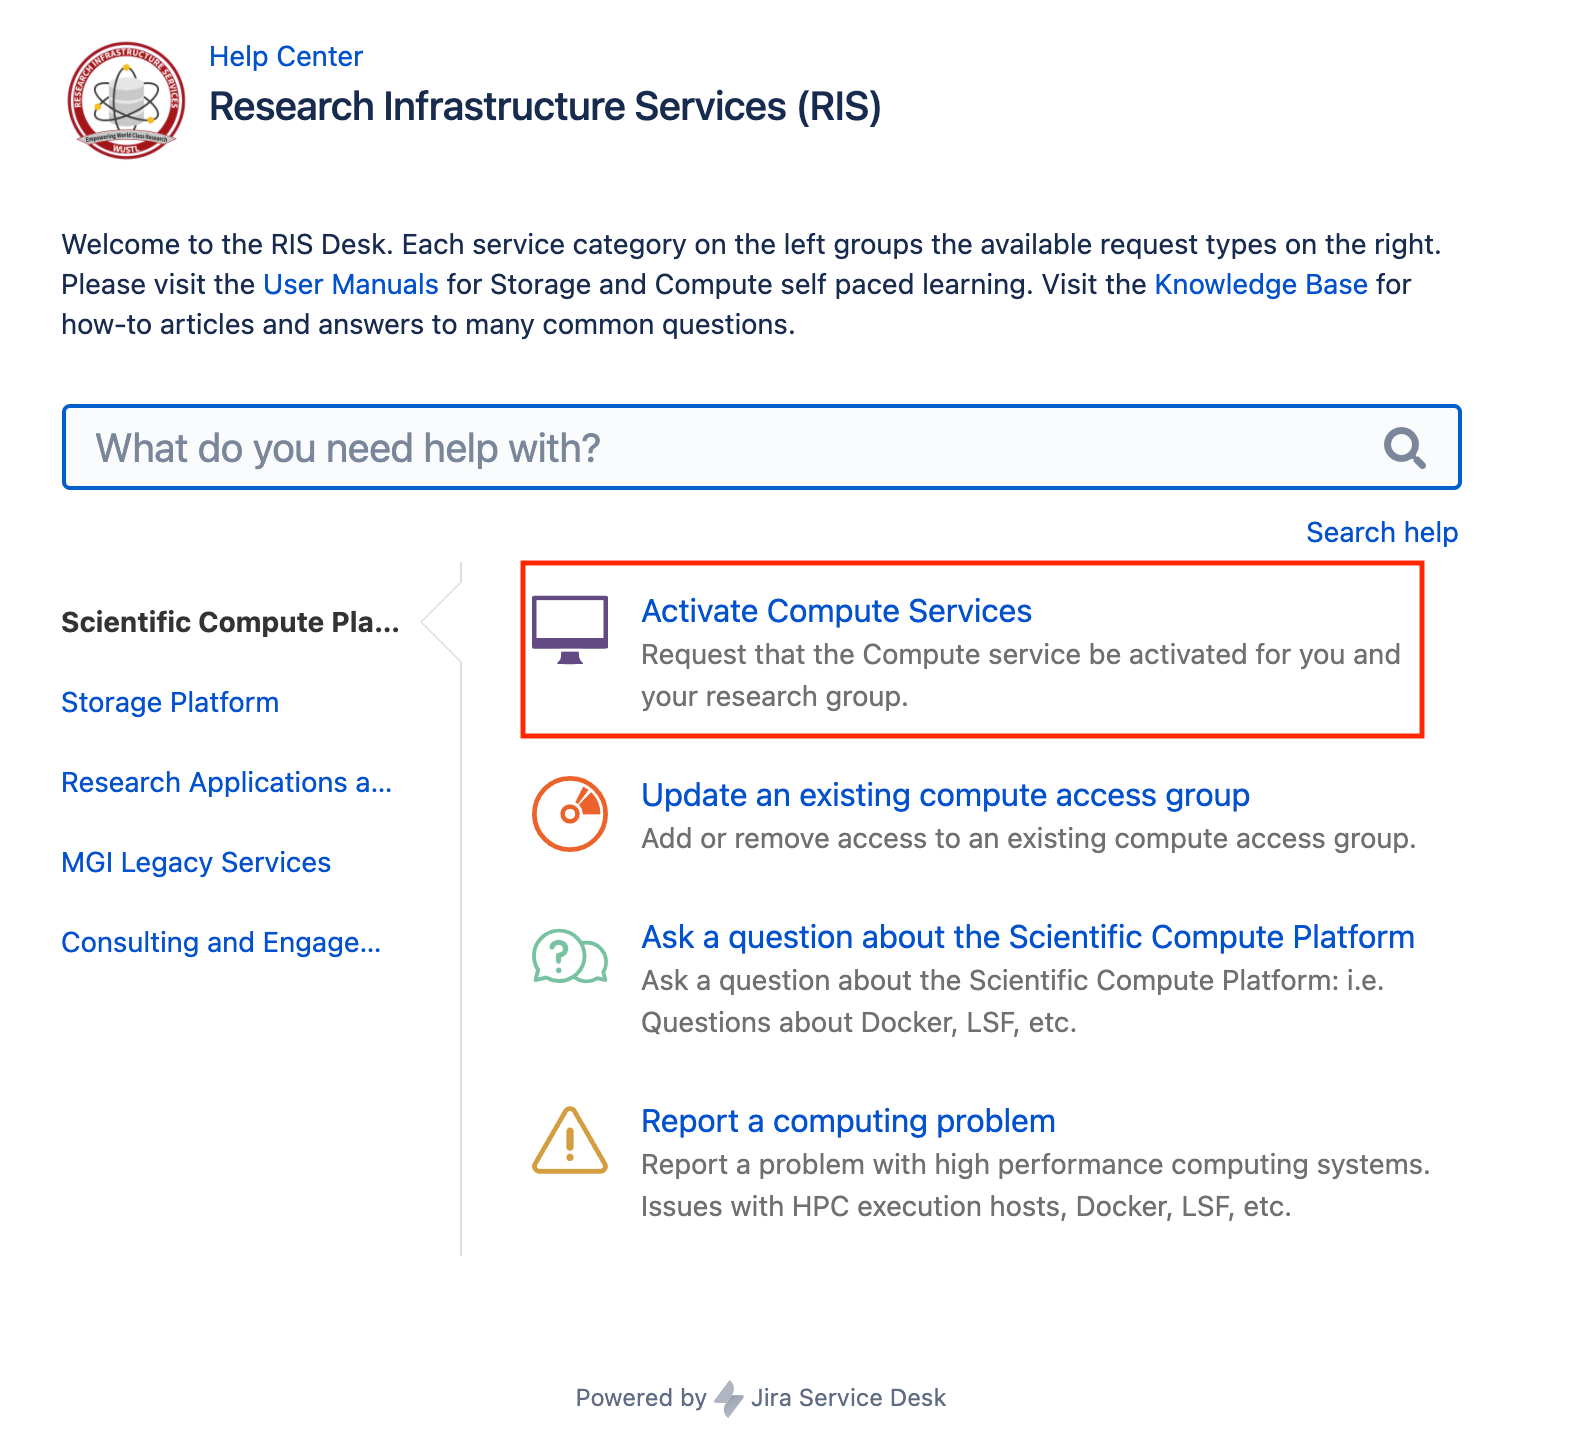 RESEARCH INFRASTRUCTURE SERVICES
Empowering World Class Research
WUSTL
Help Center
Research Infrastructure Services (RIS)
Welcome to the RIS Desk. Each service category on the left groups the available request types on the right.
Please visit the User Manuals for Storage and Compute self paced learning. Visit the Knowledge Base for
how-to articles and answers to many common questions.
What do you need help with?
Search help
Scientific Compute Pla...
Storage Platform
Research Applications a...
MGI Legacy Services
Consulting and Engage...
Activate Compute Services
Request that the Compute service be activated for you and
your research group.
Update an existing compute access group
Add or remove access to an existing compute access group.
Ask a question about the Scientific Compute Platform
Ask a question about the Scientific Compute Platform: i.e.
Questions about Docker, LSF, etc.
Report a computing problem
Report a problem with high performance computing systems.
Issues with HPC execution hosts, Docker, LSF, etc.
Powered by Jira Service Desk